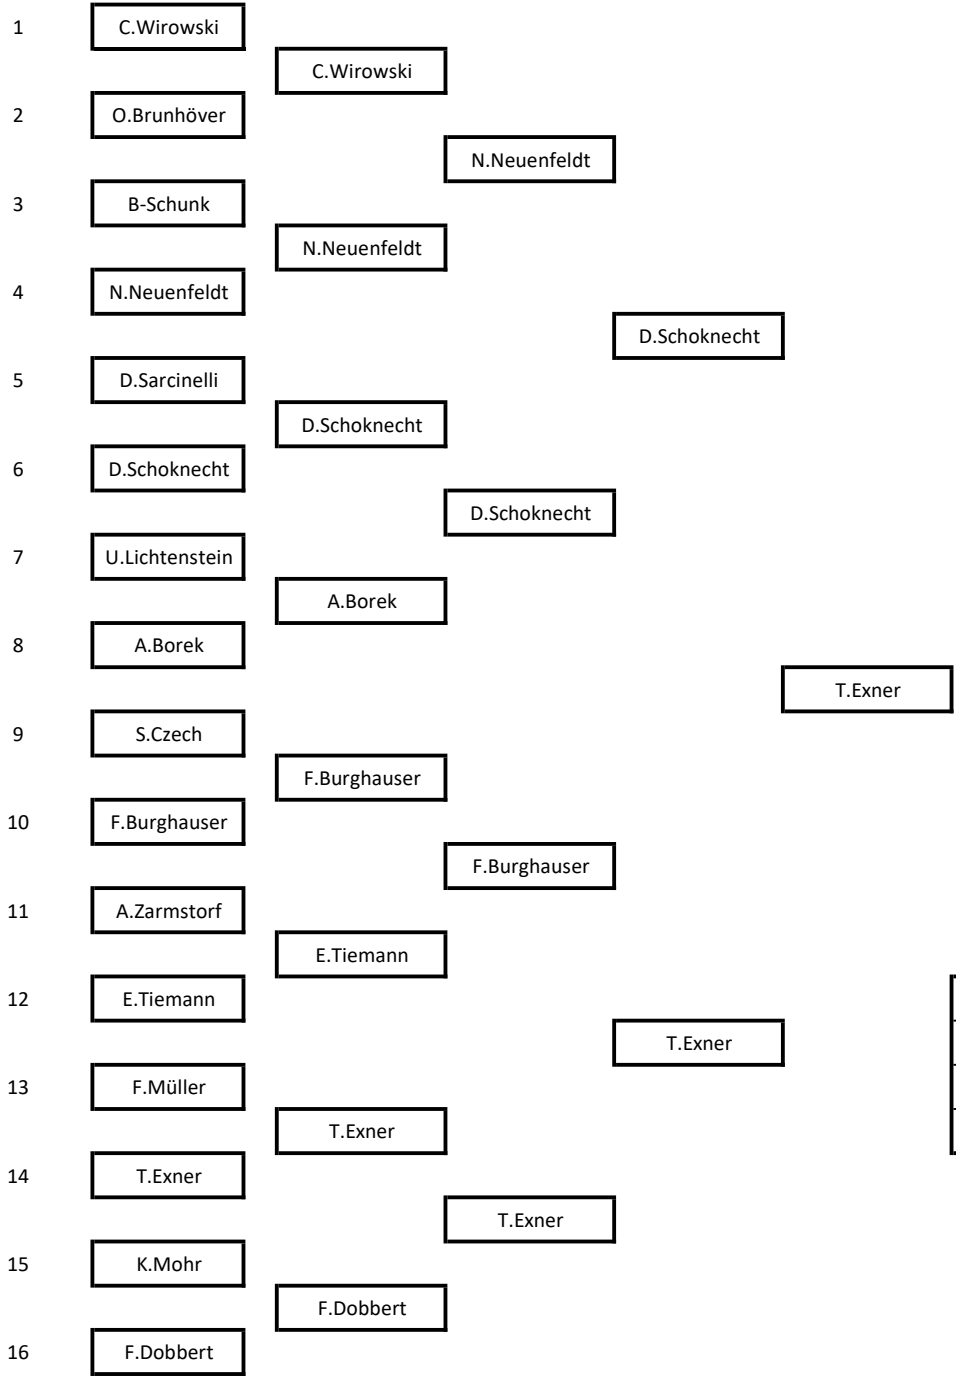 1 C.Wirowski
C.Wirowski
2 O.Brunhöver
N.Neuenfeldt
3 B-Schunk
N.Neuenfeldt
4 N.Neuenfeldt
D.Schoknecht
5 D.Sarcinelli
D.Schoknecht
6 D.Schoknecht
D.Schoknecht
7 U.Lichtenstein
A.Borek
8 A.Borek
T.Exner
9 S.Czech
F.Burghauser
10 F.Burghauser
F.Burghauser
11 A.Zarmstorf
E.Tiemann
12 E.Tiemann
T.Exner
13 F.Müller
T.Exner
14 T.Exner
T.Exner
15 K.Mohr
F.Dobbert
16 F.Dobbert